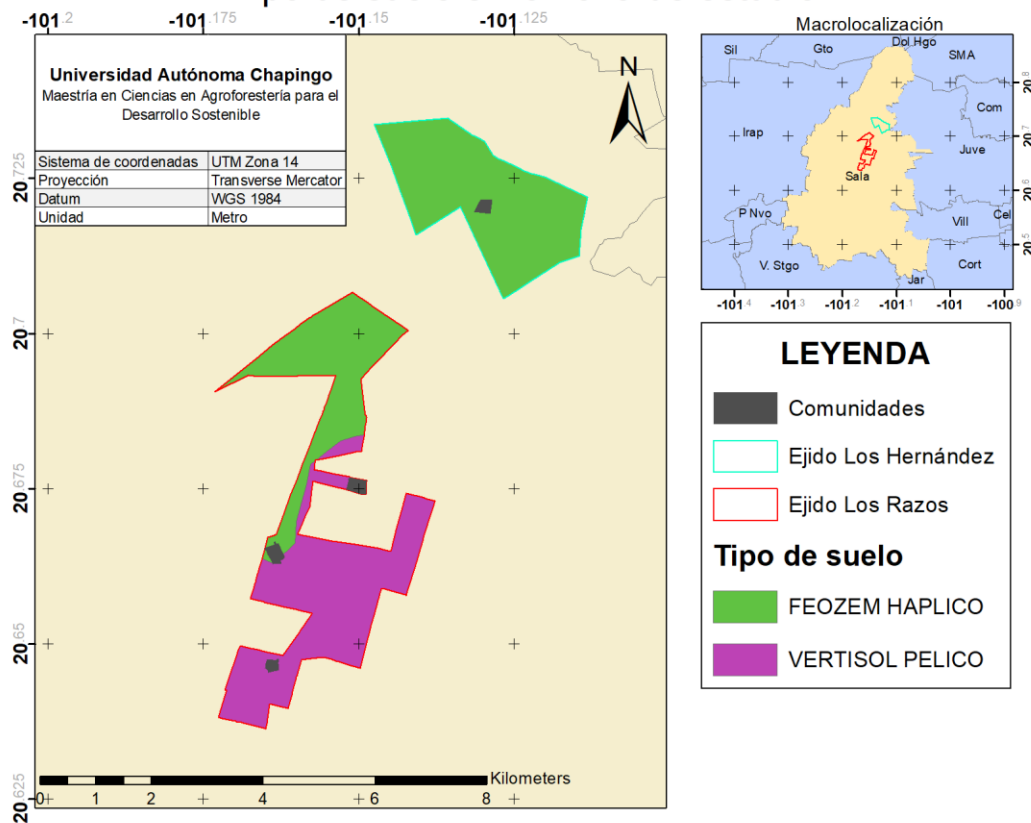 -101.2
-101.175
-101.15
-101.125
Universidad Autónoma Chapingo
Maestría en Ciencias en Agroforestería para el
Desarrollo Sostenible
Sistema de coordenadas UTM Zona 14
Proyección Transverse Mercator
Datum WGS 1984
Unidad Metro
N
20.725
20.7
20.675
20.65
20.625
Kilometers
0 1 2 4 6 8
Macrolocalización
Sil
Gto
Dol.Hgo
SMA
Com
Irap
Juve
Sala
P Nvo
Vill
Cel
V. Stgo
Cort
Jar
20.8
20.7
20.6
20.5
-101.4 -101.3 -101.2 -101.1 -101 -100.9
LEYENDA
Comunidades
Ejido Los Hernández
Ejido Los Razos
Tipo de suelo
FEOZEM HAPLICO
VERTISOL PELICO